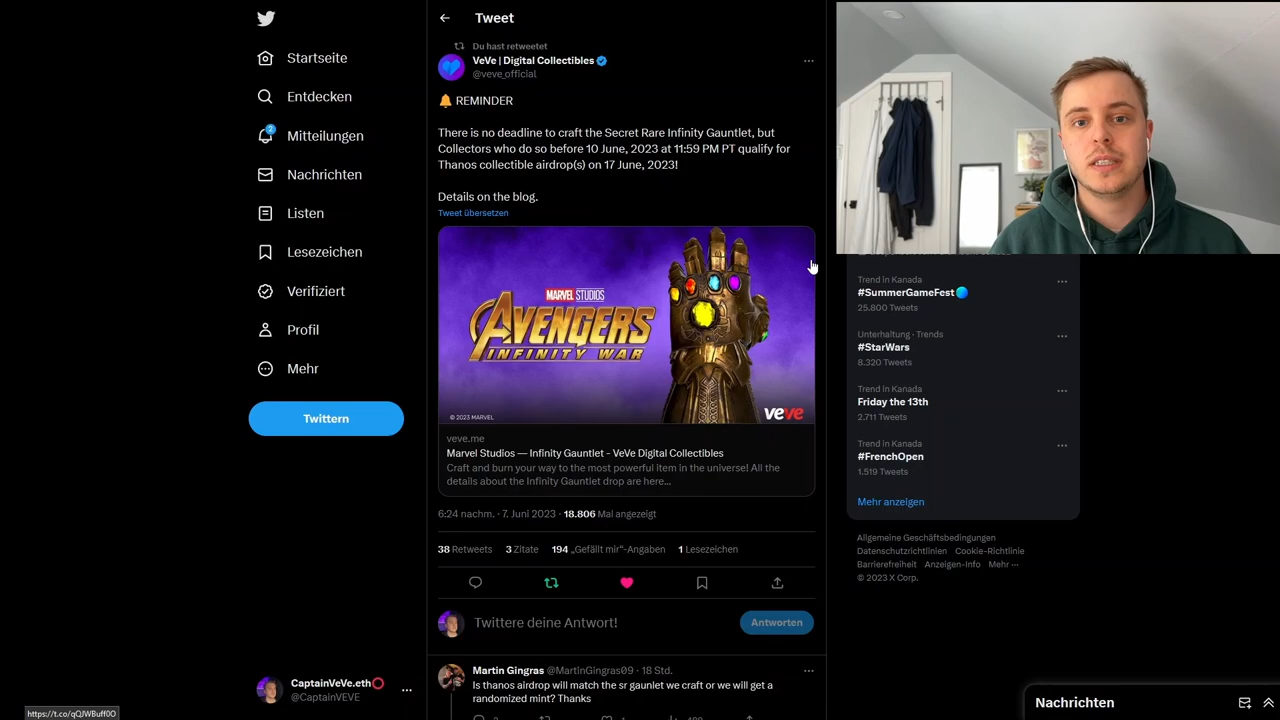 Startseite
Entdecken
2
Mitteilungen
Nachrichten
Listen
Lesezeichen
Verifiziert
Profil
Mehr
Twittern
CaptainVeVe.eth
@CaptainVEVE
https://t.co/qQJWBuff0O
Tweet
Du hast retweetet
VeVe | Digital Collectibles
@veve_official
REMINDER
There is no deadline to craft the Secret Rare Infinity Gauntlet, but
Collectors who do so before 10 June, 2023 at 11:59 PM PT qualify for
Thanos collectible airdrop(s) on 17 June, 2023!
Details on the blog.
Tweet übersetzen
MARVEL STUDIOS
AVENGERS
INFINITY WAR
© 2023 MARVEL
veve
veve.me
Marvel Studios — Infinity Gauntlet - VeVe Digital Collectibles
Craft and burn your way to the most powerful item in the universe! All the
details about the Infinity Gauntlet drop are here...
6:24 nachm. · 7. Juni 2023 · 18.806 Mal angezeigt
38 Retweets 3 Zitate 194 „Gefällt mir“-Angaben 1 Lesezeichen
Twittere deine Antwort!
Antworten
Martin Gingras @MartinGingras09 · 18 Std.
Is thanos airdrop will match the sr gaunlet we craft or we will get a
randomized mint? Thanks
Trend in Kanada
#SummerGameFest
25.800 Tweets
Unterhaltung · Trends
#StarWars
8.320 Tweets
Trend in Kanada
Friday the 13th
2.711 Tweets
Trend in Kanada
#FrenchOpen
1.519 Tweets
Mehr anzeigen
Allgemeine Geschäftsbedingungen
Datenschutzrichtlinien Cookie-Richtlinie
Barrierefreiheit Anzeigen-Info Mehr ···
© 2023 X Corp.
Nachrichten